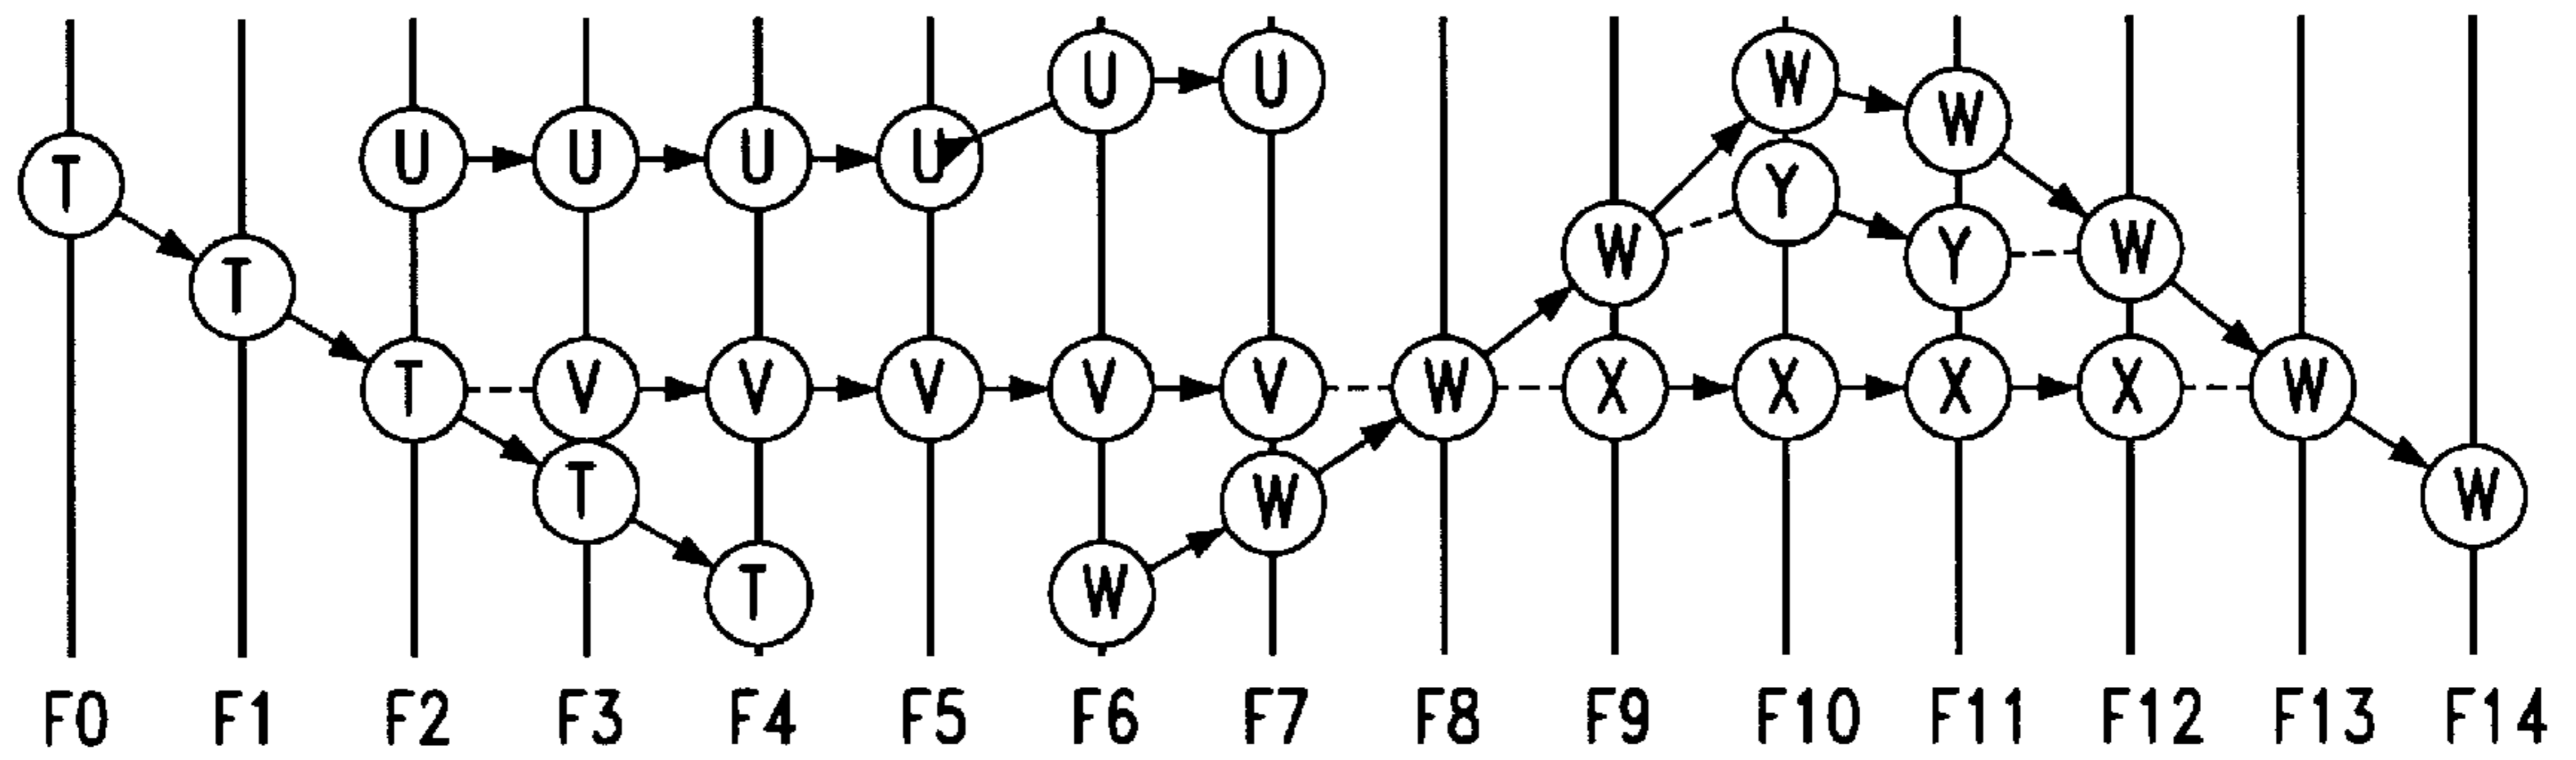 U U W
T U U U U W
Y
T W Y W
T V V V V V W X X X X W
T W W
T W
F0 F1 F2 F3 F4 F5 F6 F7 F8 F9 F10 F11 F12 F13 F14